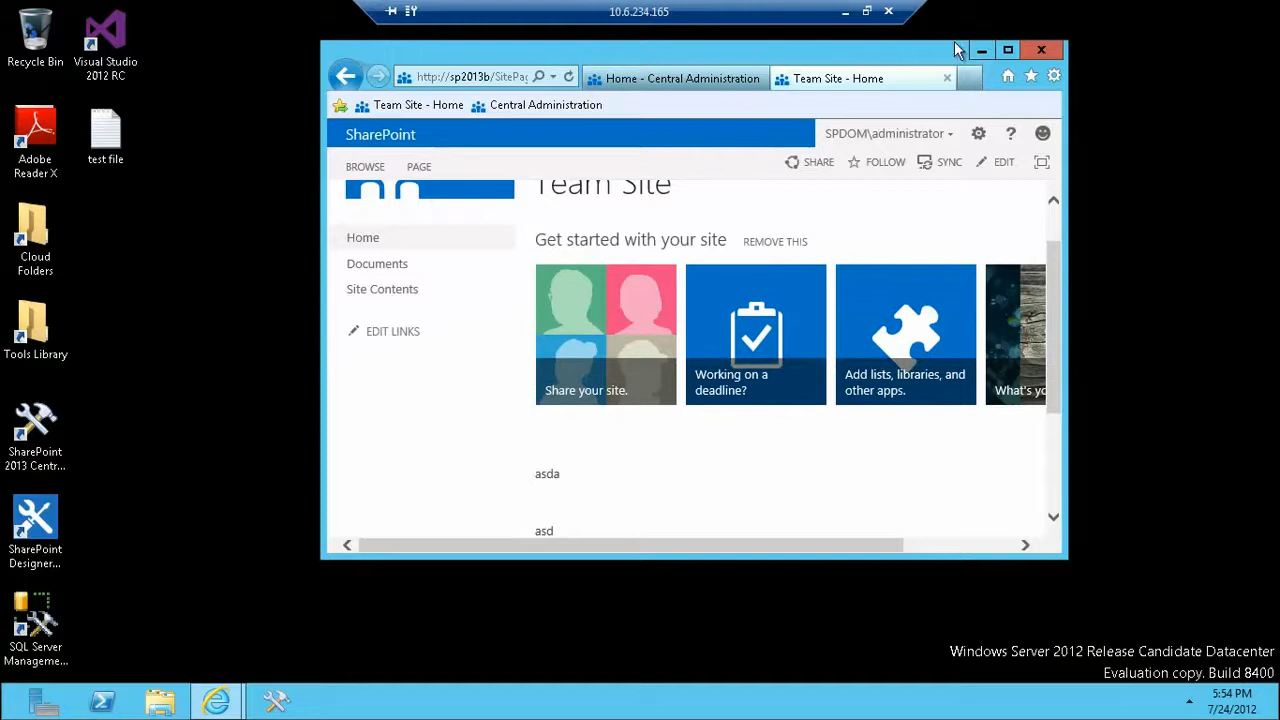 10.6.234.165
Recycle Bin
Visual Studio
2012 RC
Adobe
Reader X
test file
Cloud
Folders
Tools Library
SharePoint
2013 Centr...
SharePoint
Designer...
SQL Server
Manageme...
http://sp2013b/SitePag
Home - Central Administration
Team Site - Home
Team Site - Home
Central Administration
SharePoint
SPDOM\administrator
BROWSE
PAGE
SHARE
FOLLOW
SYNC
EDIT
Team Site
Home
Documents
Site Contents
EDIT LINKS
Get started with your site
REMOVE THIS
Share your site.
Working on a
deadline?
Add lists, libraries, and
other apps.
What's yo
asda
asd
Windows Server 2012 Release Candidate Datacenter
Evaluation copy. Build 8400
5:54 PM
7/24/2012